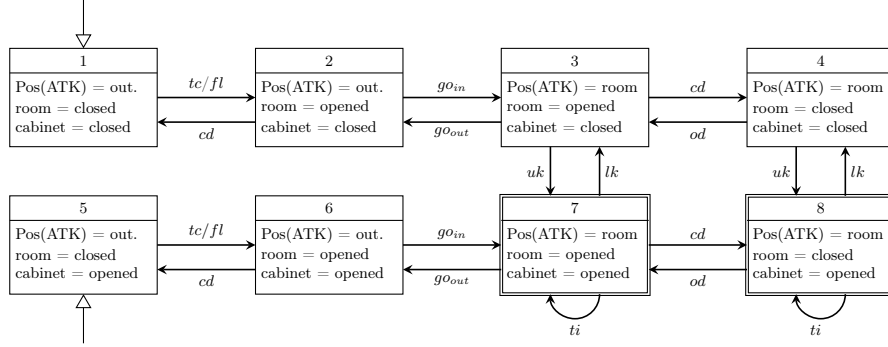 1
Pos(ATK) = out.
room = closed
cabinet = closed
tc/fl
cd
2
Pos(ATK) = out.
room = opened
cabinet = closed
go_in
go_out
3
Pos(ATK) = room
room = opened
cabinet = closed
cd
od
4
Pos(ATK) = room
room = closed
cabinet = closed
uk
lk
uk
lk
5
Pos(ATK) = out.
room = closed
cabinet = opened
tc/fl
cd
6
Pos(ATK) = out.
room = opened
cabinet = opened
go_in
go_out
7
Pos(ATK) = room
room = opened
cabinet = opened
cd
od
8
Pos(ATK) = room
room = closed
cabinet = opened
ti
ti